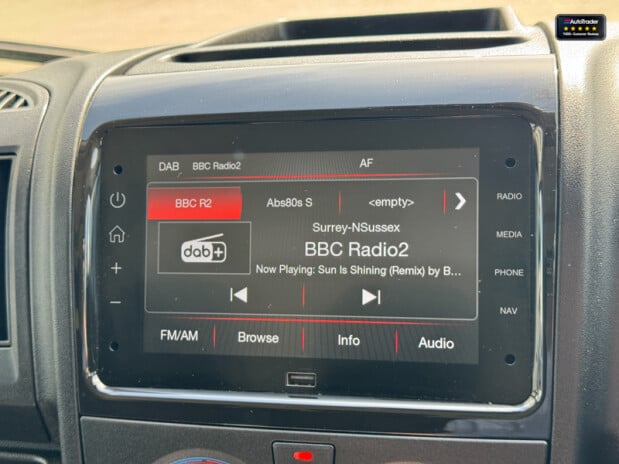 AutoTrader
DAB BBC Radio2 AF
BBC R2 Abs80s S <empty>
Surrey-NSussex
dab+
BBC Radio2
Now Playing: Sun Is Shining (Remix) by B...
FM/AM Browse Info Audio
RADIO
MEDIA
PHONE
NAV